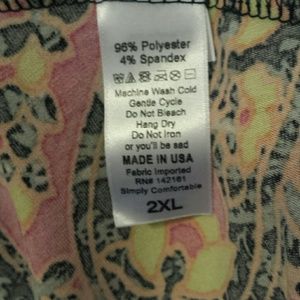 96% Polyester
4% Spandex
Machine Wash Cold
Gentle Cycle
Do Not Bleach
Hang Dry
Do Not Iron
or you'll be sad
MADE IN USA
Fabric Imported
RN# 142161
Simply Comfortable
2XL